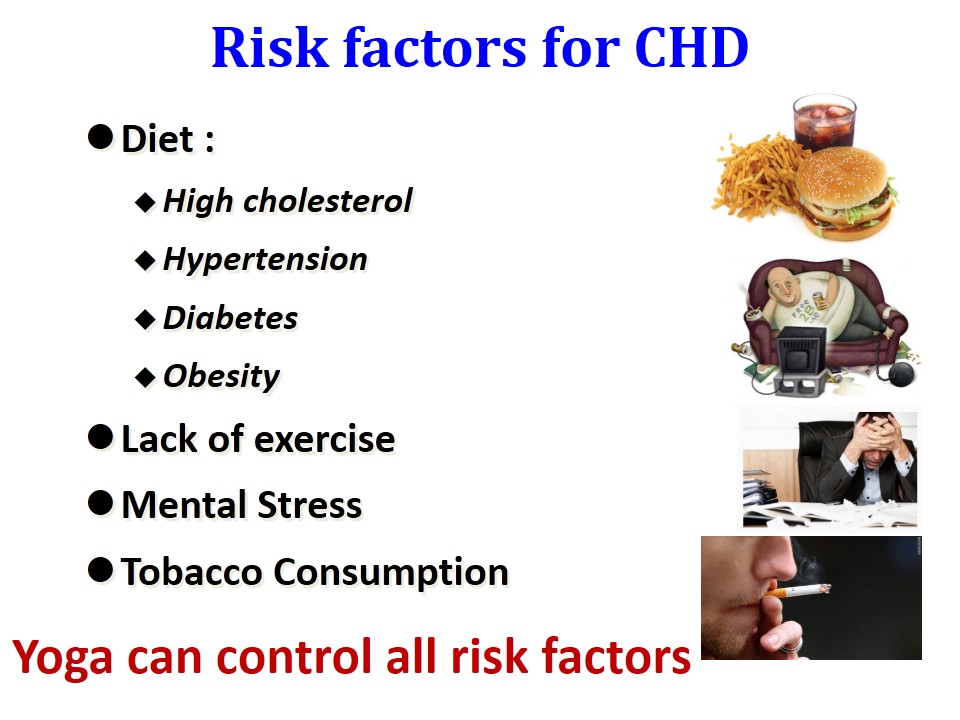 Risk factors for CHD
● Diet :
◆ High cholesterol
◆ Hypertension
◆ Diabetes
◆ Obesity
● Lack of exercise
● Mental Stress
● Tobacco Consumption
Yoga can control all risk factors